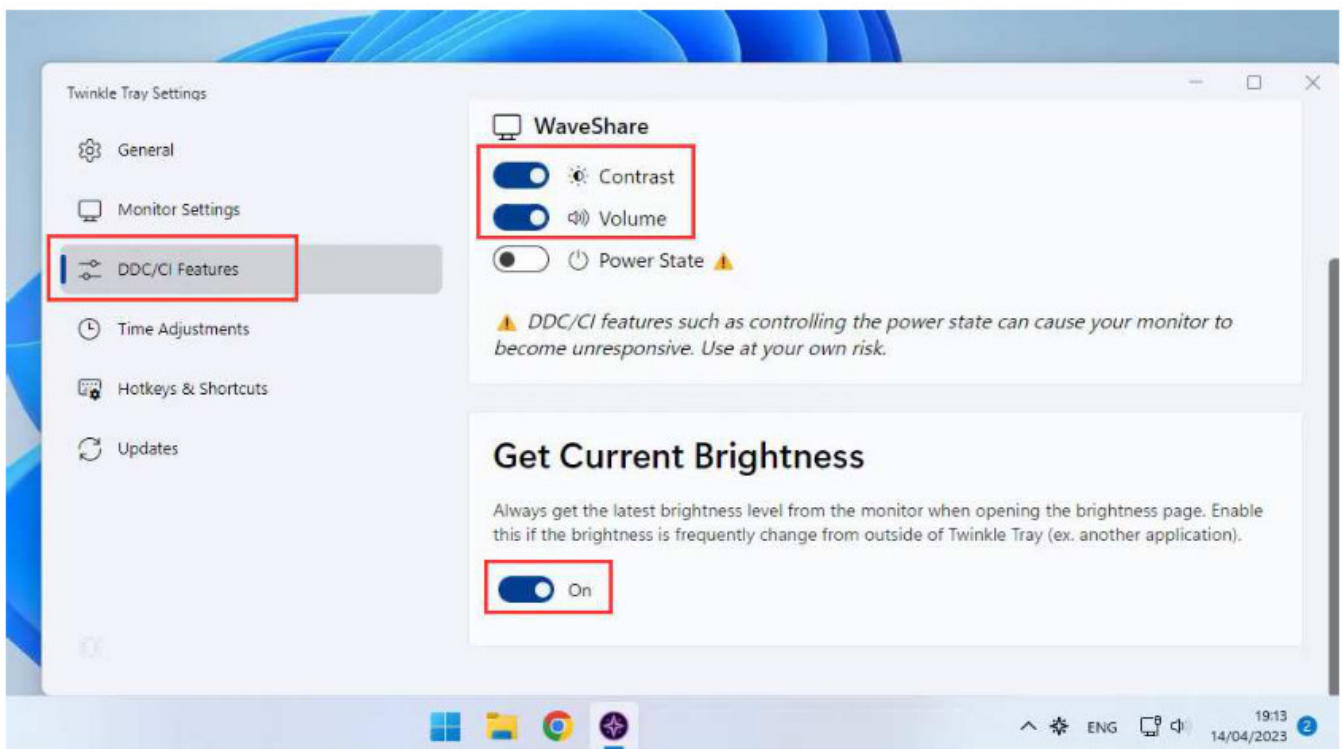 Twinkle Tray Settings
General
Monitor Settings
DDC/CI Features
Time Adjustments
Hotkeys & Shortcuts
Updates
WaveShare
Contrast
Volume
Power State
DDC/CI features such as controlling the power state can cause your monitor to
become unresponsive. Use at your own risk.
Get Current Brightness
Always get the latest brightness level from the monitor when opening the brightness page. Enable
this if the brightness is frequently change from outside of Twinkle Tray (ex. another application).
On
ENG
19:13
14/04/2023
2